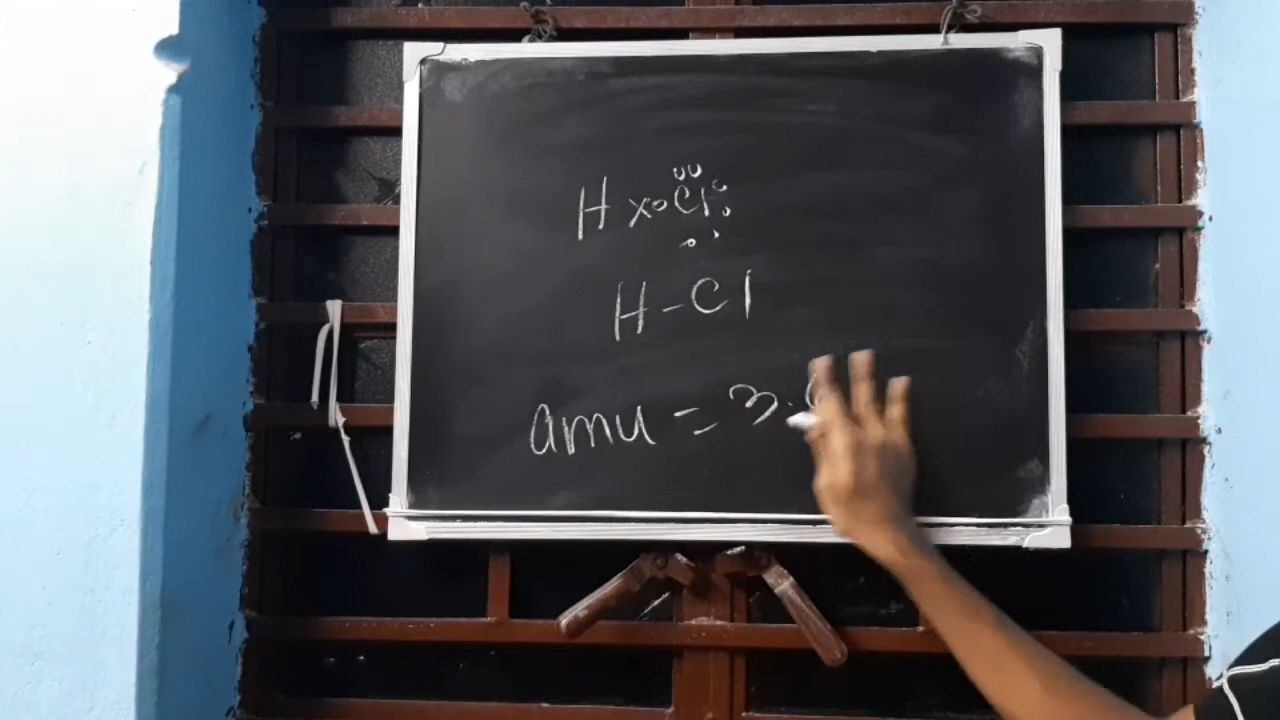 H x∘Cl
H-Cl
amu = 3.